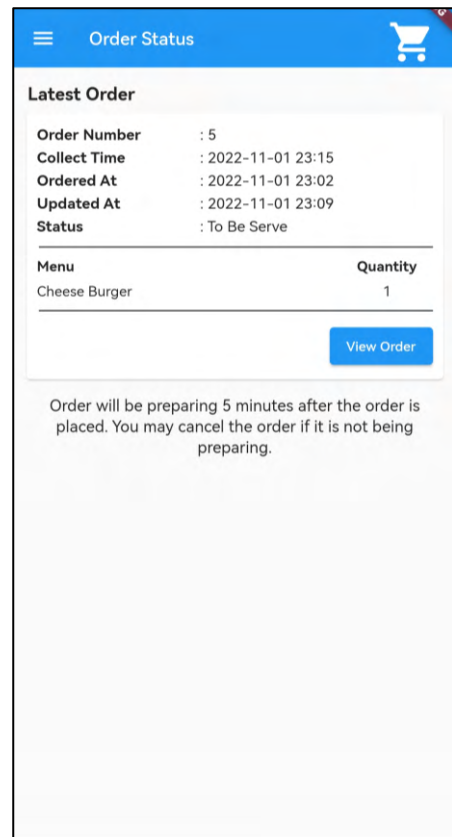 Order Status
Latest Order
Order Number : 5
Collect Time : 2022-11-01 23:15
Ordered At : 2022-11-01 23:02
Updated At : 2022-11-01 23:09
Status : To Be Serve
Menu Quantity
Cheese Burger 1
View Order
Order will be preparing 5 minutes after the order is
placed. You may cancel the order if it is not being
preparing.